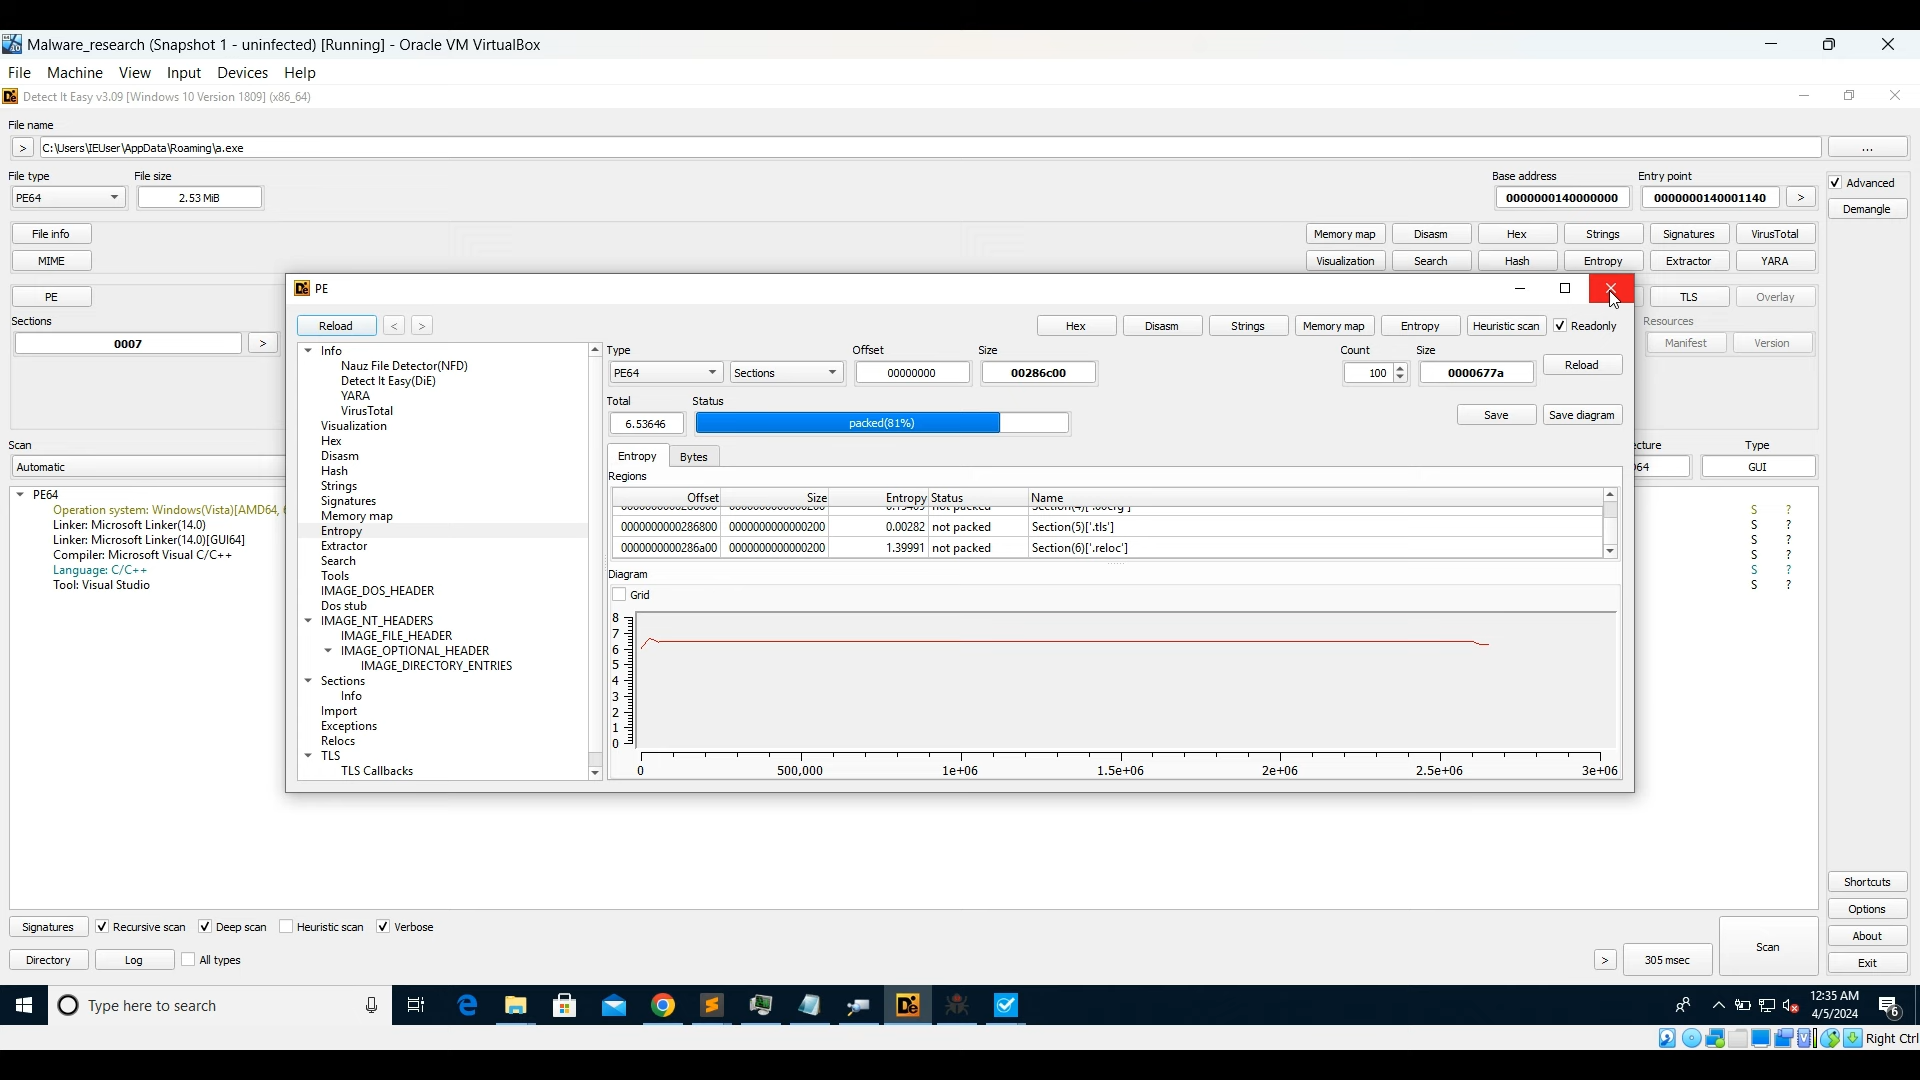 Malware_research (Snapshot 1 - uninfected) [Running] - Oracle VM VirtualBox
File Machine View Input Devices Help
Detect It Easy v3.09 [Windows 10 Version 1809] (x86_64)
File name
> C:\Users\IEUser\AppData\Roaming\a.exe ...
File type File size Base address Entry point Advanced
PE64 2.53 MiB 0000000140000000 0000000140001140 >
Demangle
File info Memory map Disasm Hex Strings Signatures VirusTotal
MIME Visualization Search Hash Entropy Extractor YARA
PE TLS Overlay
Sections Resources
0007 > Manifest Version
Scan Type
Automatic 64 GUI
PE64
Operation system: Windows(Vista)[AMD64, S ?
Linker: Microsoft Linker(14.0) S ?
Linker: Microsoft Linker(14.0)[GUI64] S ?
Compiler: Microsoft Visual C/C++ S ?
Language: C/C++ S ?
Tool: Visual Studio S ?
PE
Reload < > Hex Disasm Strings Memory map Entropy Heuristic scan Readonly
Info
Nauz File Detector(NFD)
Detect It Easy(DiE)
YARA
VirusTotal
Visualization
Hex
Disasm
Hash
Strings
Signatures
Memory map
Entropy
Extractor
Search
Tools
IMAGE_DOS_HEADER
Dos stub
IMAGE_NT_HEADERS
IMAGE_FILE_HEADER
IMAGE_OPTIONAL_HEADER
IMAGE_DIRECTORY_ENTRIES
Sections
Info
Import
Exceptions
Relocs
TLS
TLS Callbacks
Type Offset Size Count Size
PE64 Sections 00000000 00286c00 100 0000677a Reload
Total Status
6.53646 packed(81%) Save Save diagram
Entropy Bytes
Regions
Offset Size Entropy Status Name
0000000000286800 0000000000000200 0.00282 not packed Section(5)['.tls']
0000000000286a00 0000000000000200 1.39991 not packed Section(6)['.reloc']
Diagram
Grid
8
7
6
5
4
3
2
1
0
0 500,000 1e+06 1.5e+06 2e+06 2.5e+06 3e+06
Shortcuts
Options
About
Exit
Signatures Recursive scan Deep scan Heuristic scan Verbose
Directory Log All types > 305 msec Scan
Type here to search
12:35 AM
4/5/2024
6
Right Ctrl